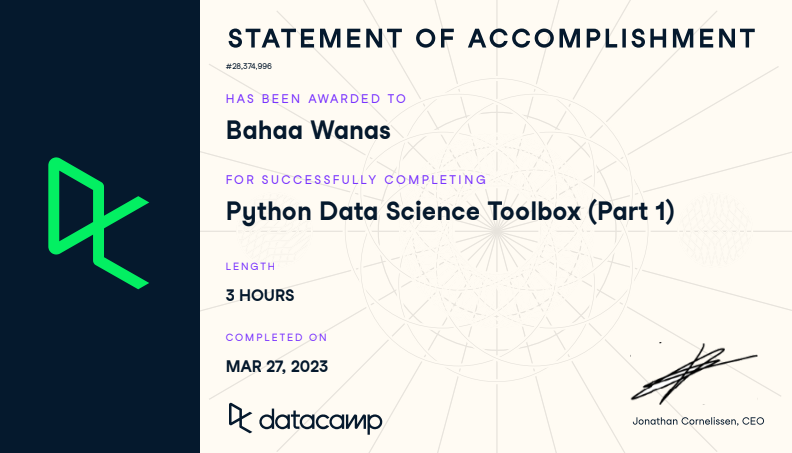 STATEMENT OF ACCOMPLISHMENT
#28,374,996
HAS BEEN AWARDED TO
Bahaa Wanas
FOR SUCCESSFULLY COMPLETING
Python Data Science Toolbox (Part 1)
LENGTH
3 HOURS
COMPLETED ON
MAR 27, 2023
datacamp
Jonathan Cornelissen, CEO